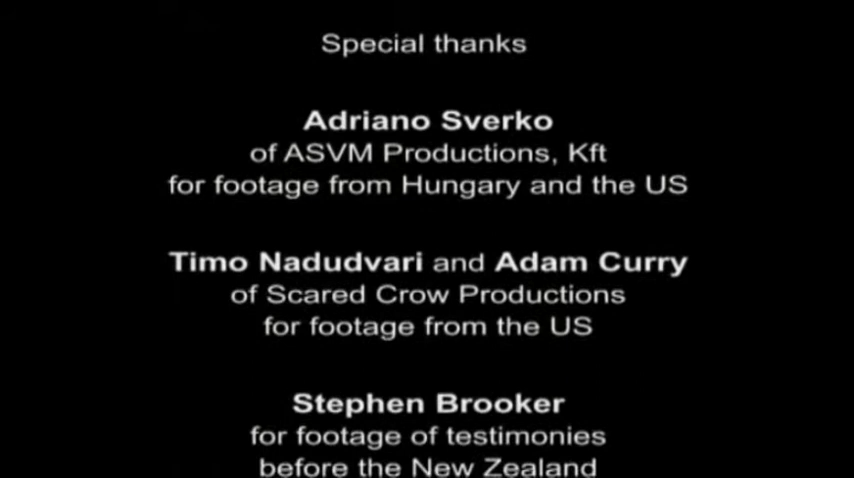 Special thanks
Adriano Sverko
of ASVM Productions, Kft
for footage from Hungary and the US
Timo Nadudvari and Adam Curry
of Scared Crow Productions
for footage from the US
Stephen Brooker
for footage of testimonies
before the New Zealand